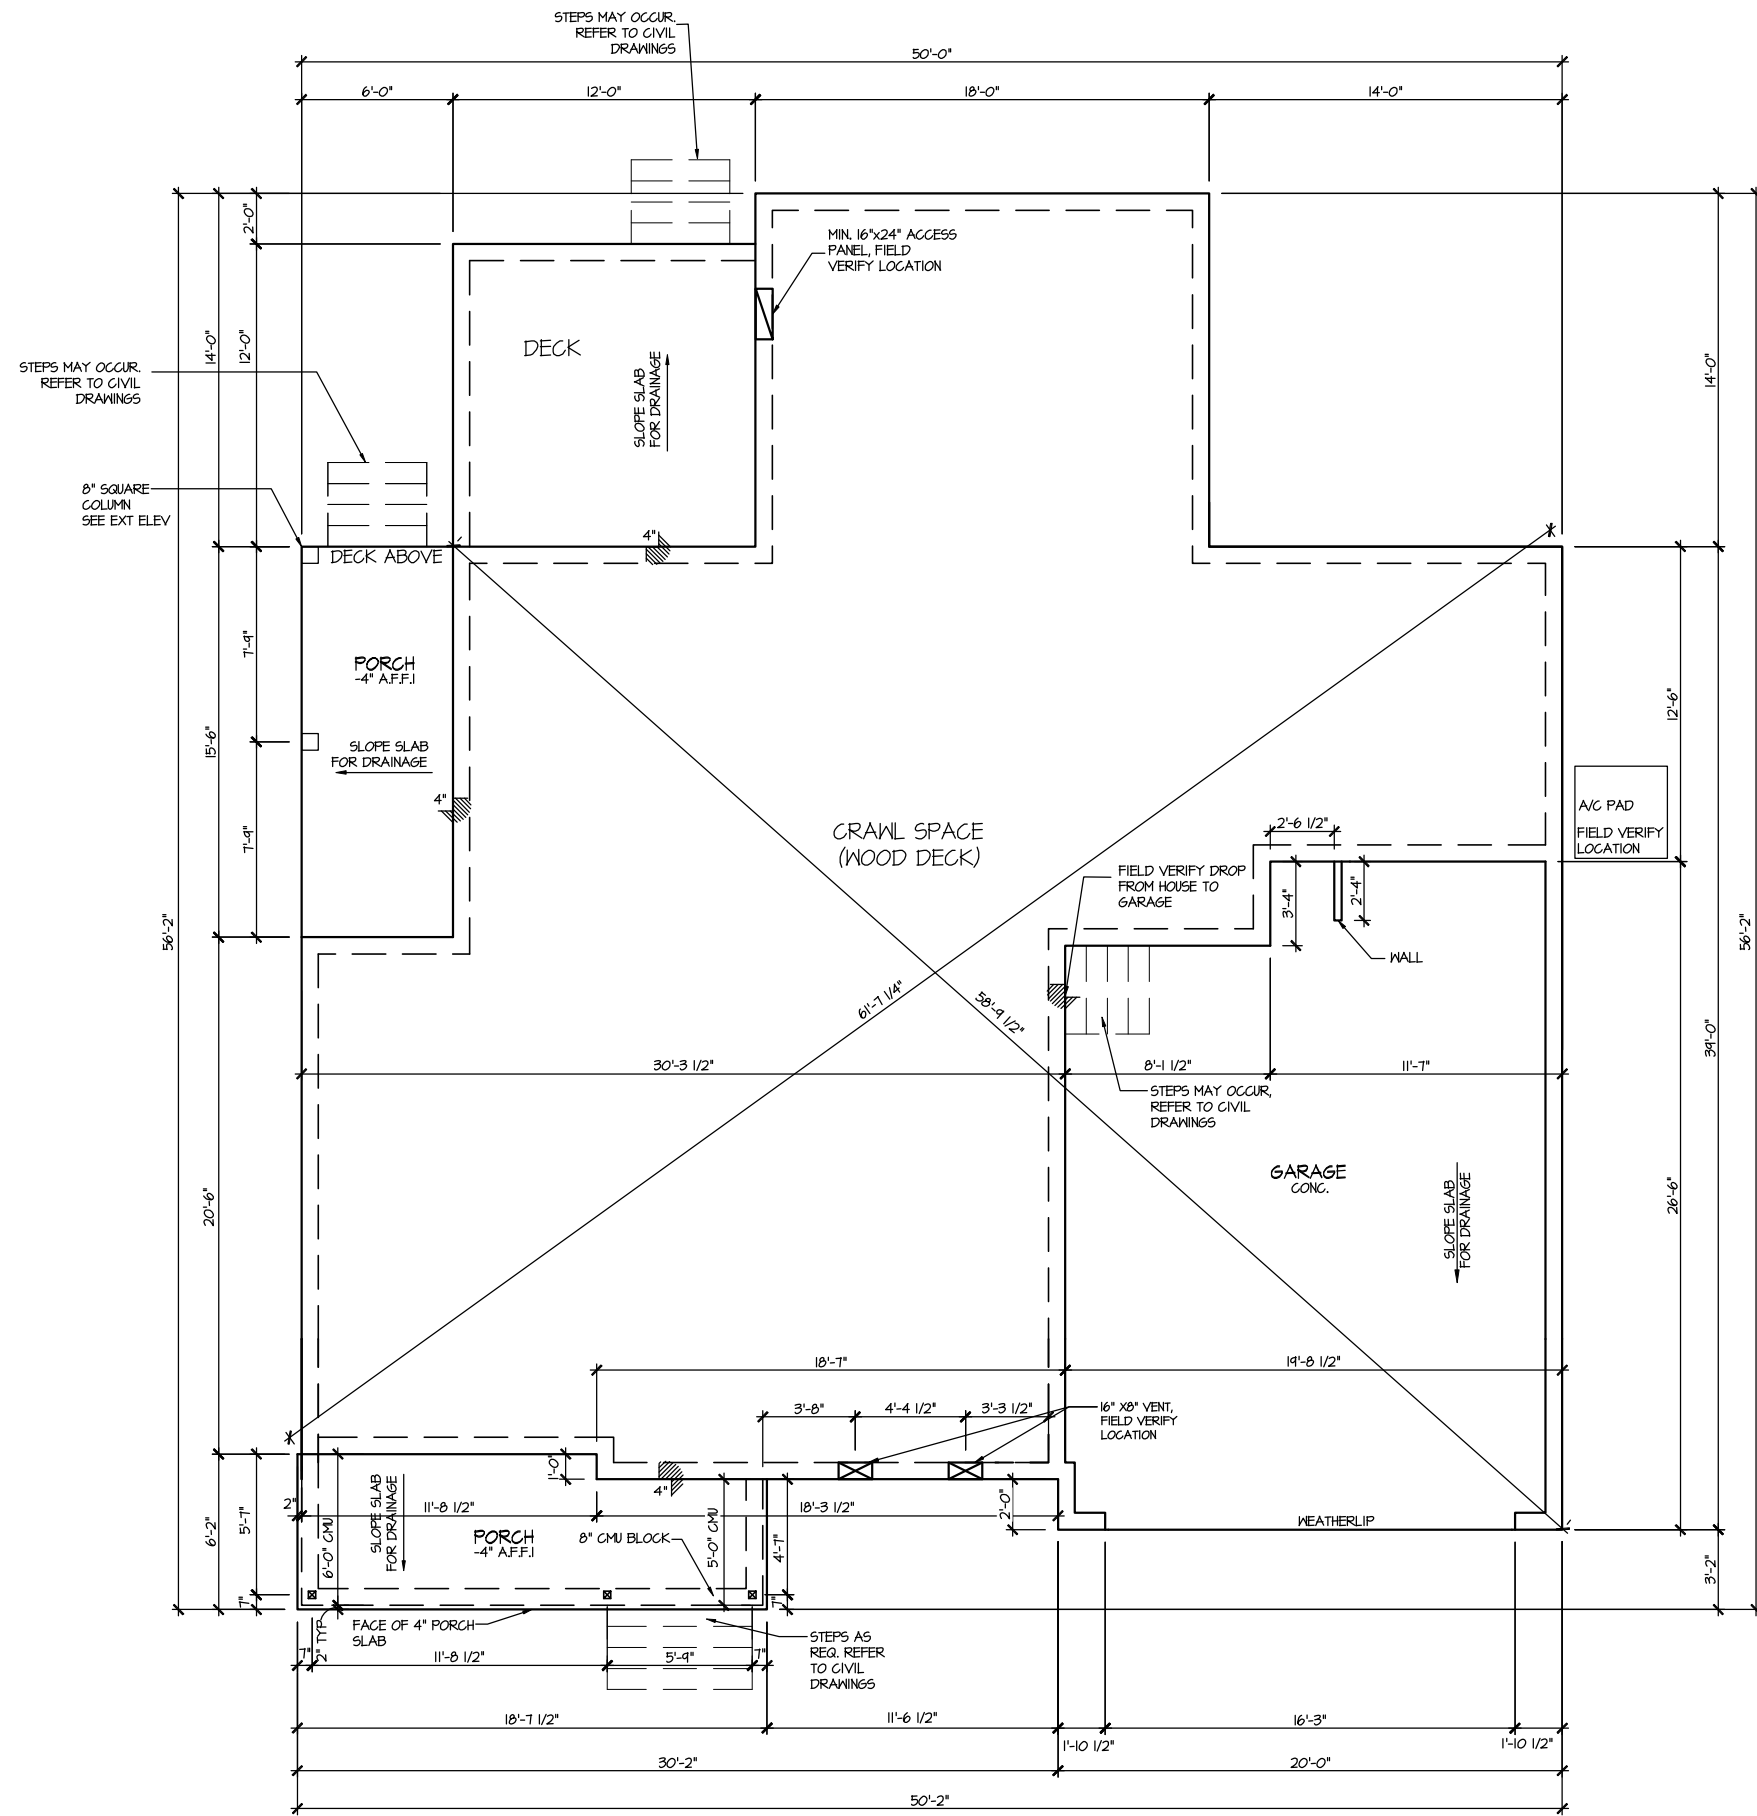 STEPS MAY OCCUR.
REFER TO CIVIL
DRAWINGS
50'-0"
6'-0"
12'-0"
18'-0"
14'-0"
2'-0"
12'-0"
14'-0"
MIN. 16"x24" ACCESS
PANEL, FIELD
VERIFY LOCATION
DECK
SLOPE SLAB
FOR DRAINAGE
14'-0"
STEPS MAY OCCUR.
REFER TO CIVIL
DRAWINGS
8" SQUARE
COLUMN
SEE EXT ELEV
DECK ABOVE
4"
7'-9"
PORCH
-4" A.F.F.1
15'-6"
SLOPE SLAB
FOR DRAINAGE
7'-9"
4"
12'-6"
A/C PAD
FIELD VERIFY
LOCATION
CRAWL SPACE
(WOOD DECK)
2'-6 1/2"
FIELD VERIFY DROP
FROM HOUSE TO
GARAGE
3'-4"
2'-4"
WALL
56'-2"
56'-2"
61'-7 1/4"
58'-9 1/2"
39'-0"
30'-3 1/2"
8'-1 1/2"
11'-7"
STEPS MAY OCCUR,
REFER TO CIVIL
DRAWINGS
GARAGE
CONC.
SLOPE SLAB
FOR DRAINAGE
20'-6"
26'-6"
18'-7"
19'-8 1/2"
3'-8"
4'-4 1/2"
3'-3 1/2"
16" X8" VENT,
FIELD VERIFY
LOCATION
1'-0"
4"
2"
11'-8 1/2"
18'-3 1/2"
2'-0"
6'-2"
5'-7"
6'-0" CMU
SLOPE SLAB
FOR DRAINAGE
PORCH
-4" A.F.F.1
8" CMU BLOCK
5'-0" CMU
4'-7"
WEATHERLIP
3'-2"
7"
7"
2" TYP.
FACE OF 4" PORCH
SLAB
STEPS AS
REQ. REFER
TO CIVIL
DRAWINGS
7"
11'-8 1/2"
5'-9"
7"
18'-7 1/2"
11'-6 1/2"
1'-10 1/2"
16'-3"
1'-10 1/2"
30'-2"
20'-0"
50'-2"